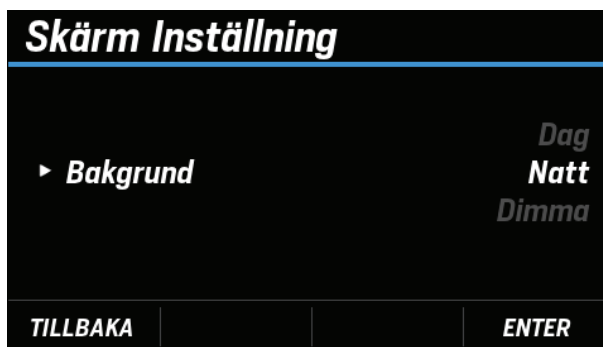 Skärm Inställning
Dag
Bakgrund Natt
Dimma
TILLBAKA ENTER